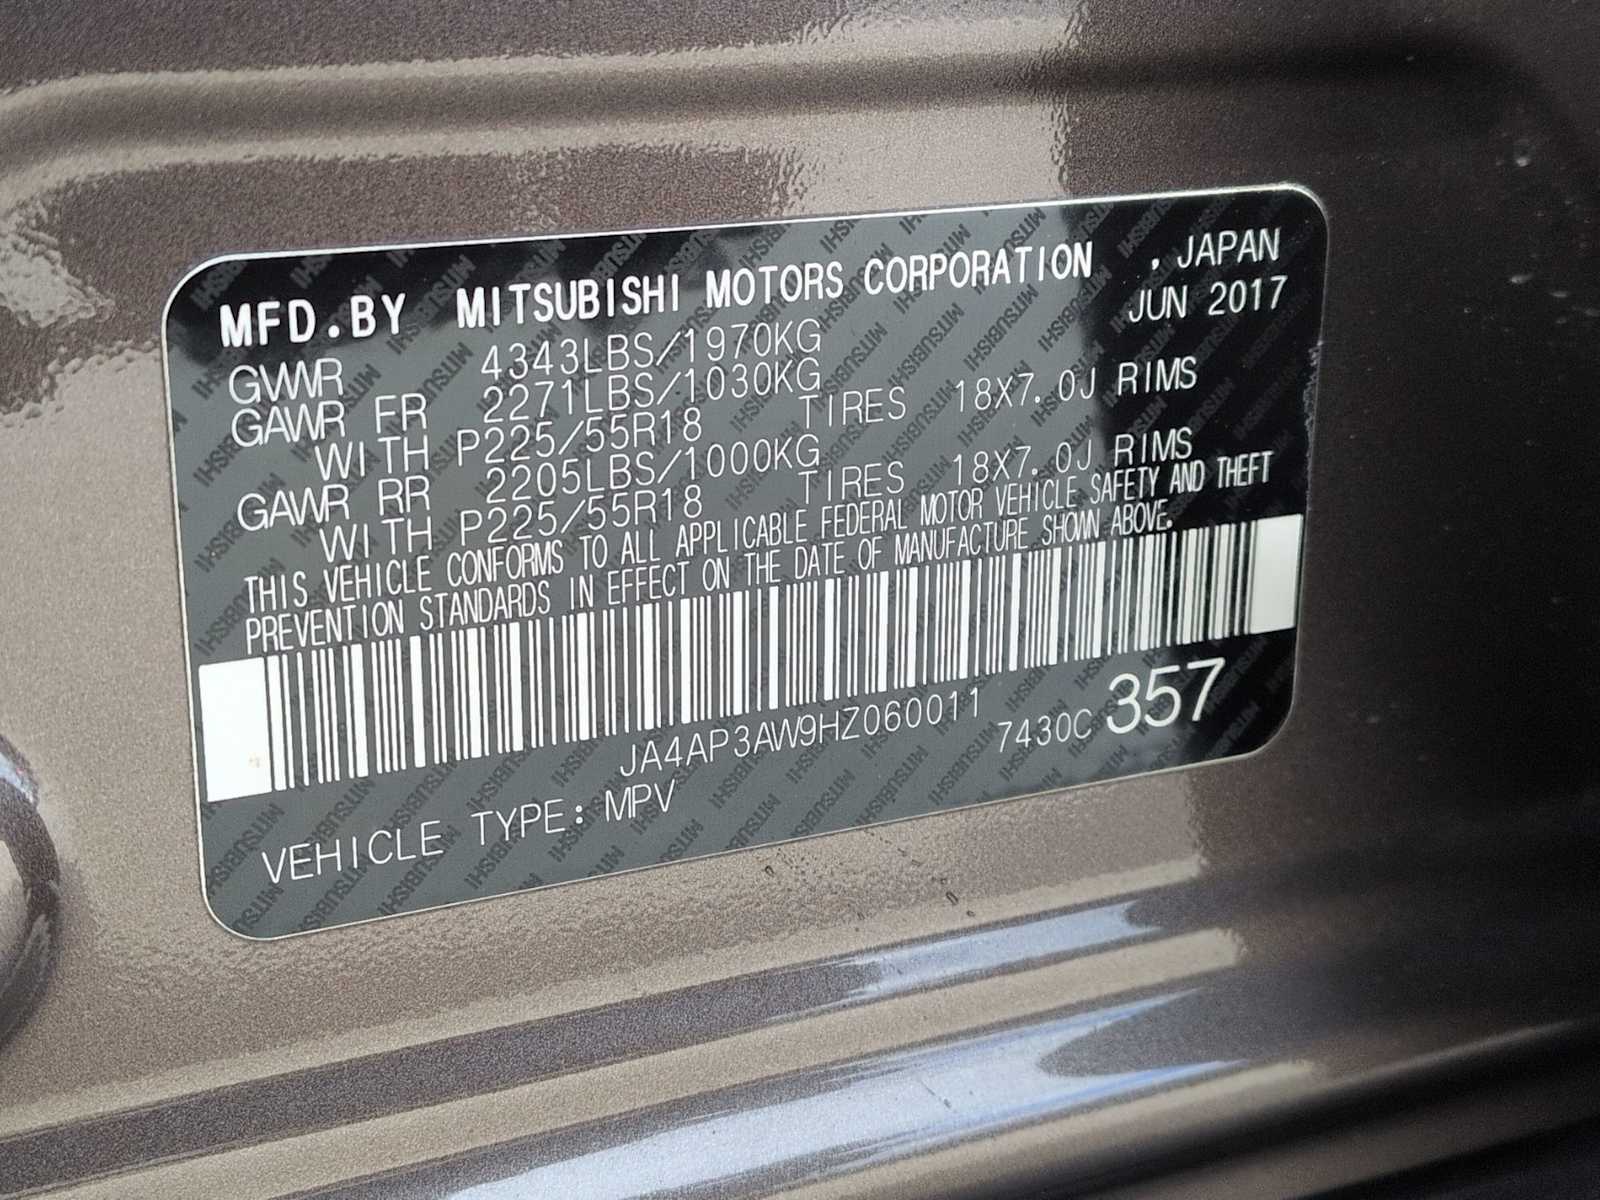 MFD.BY MITSUBISHI MOTORS CORPORATION , JAPAN
JUN 2017
GVWR 4343LBS/1970KG
GAWR FR 2271LBS/1030KG
WITH P225/55R18 TIRES 18X7.0J RIMS
GAWR RR 2205LBS/1000KG
WITH P225/55R18 TIRES 18X7.0J RIMS
THIS VEHICLE CONFORMS TO ALL APPLICABLE FEDERAL MOTOR VEHICLE SAFETY AND THEFT
PREVENTION STANDARDS IN EFFECT ON THE DATE OF MANUFACTURE SHOWN ABOVE.
JA4AP3AW9HZ060011 7430C 357
VEHICLE TYPE: MPV